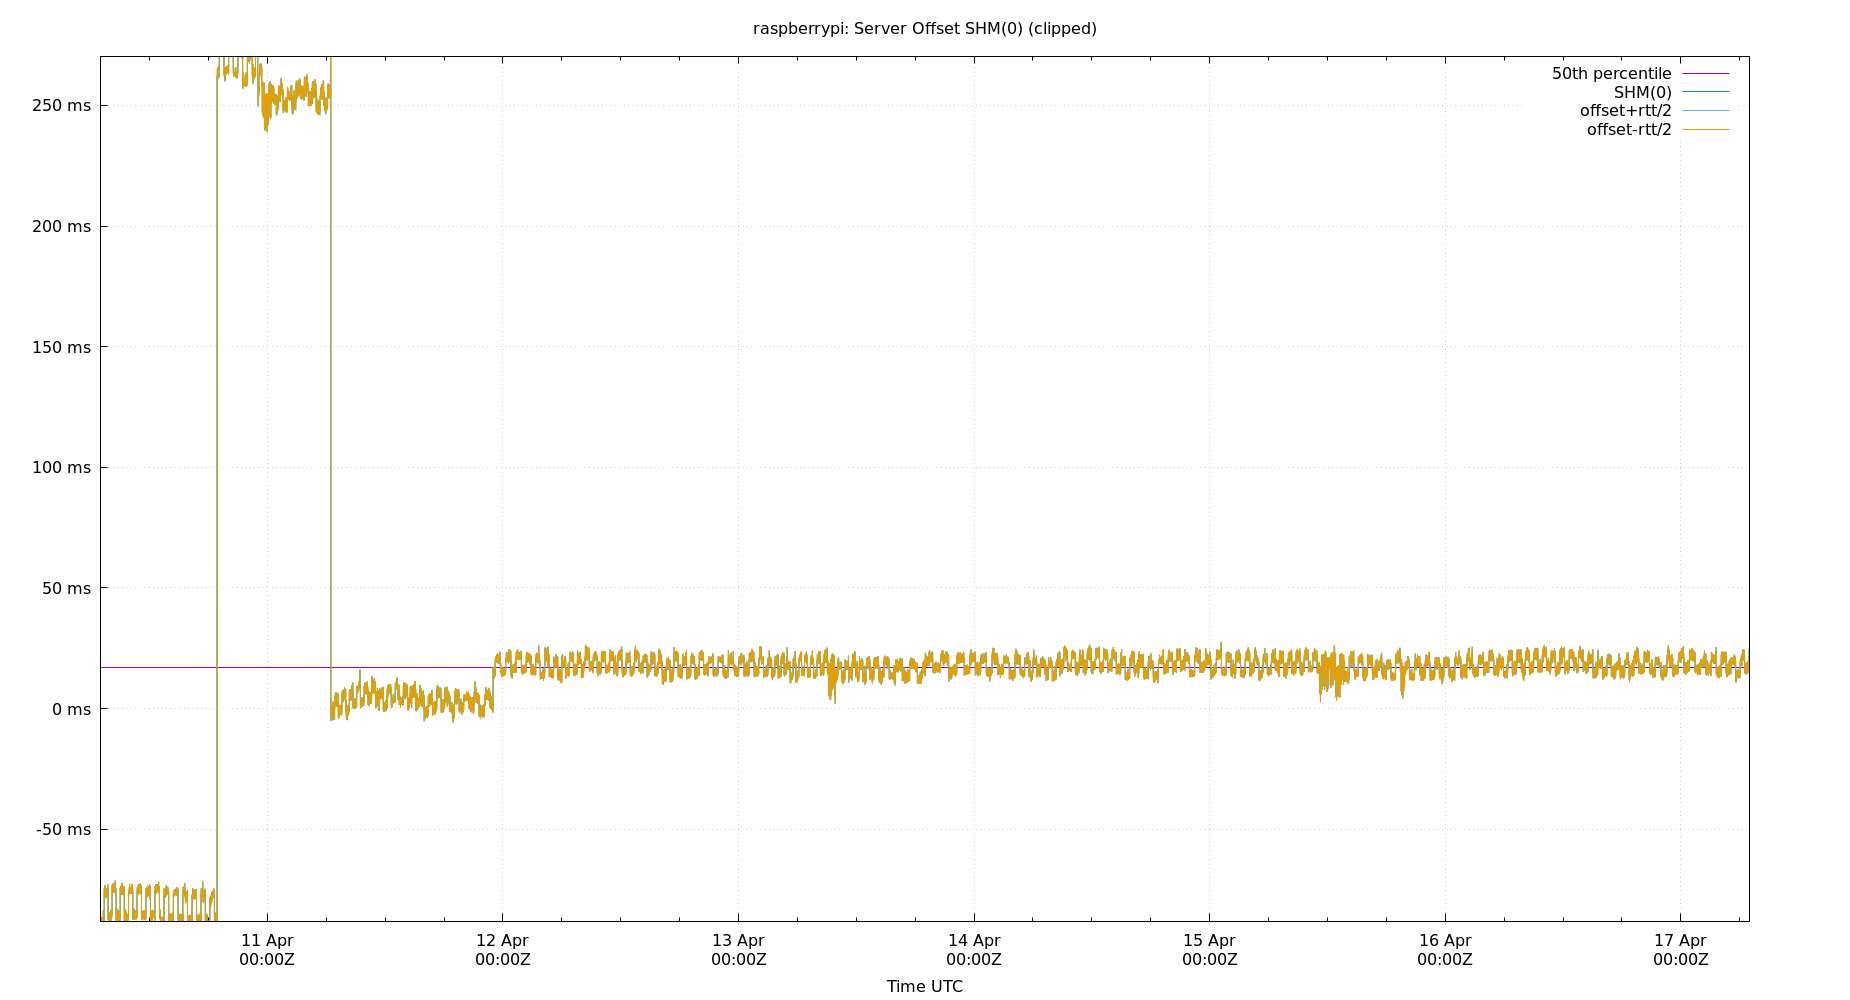 raspberrypi: Server Offset SHM(0) (clipped)
50th percentile
SHM(0)
offset+rtt/2
offset-rtt/2
250 ms
200 ms
150 ms
100 ms
50 ms
0 ms
-50 ms
11 Apr 12 Apr 13 Apr 14 Apr 15 Apr 16 Apr 17 Apr
00:00Z 00:00Z 00:00Z 00:00Z 00:00Z 00:00Z 00:00Z
Time UTC